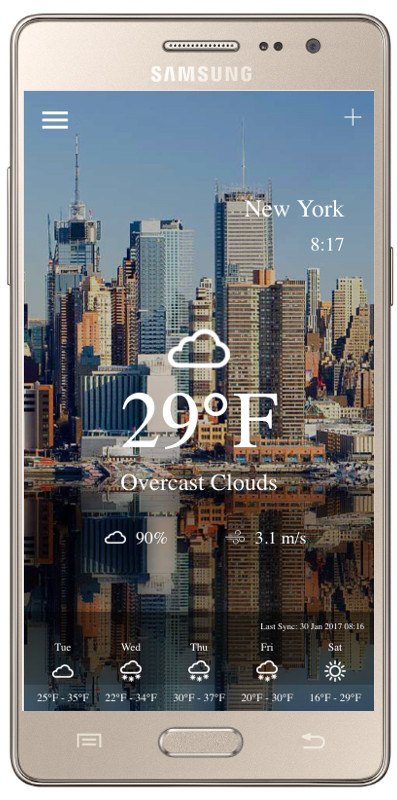 SAMSUNG
New York
8:17
29°F
Overcast Clouds
90% 3.1 m/s
Last Sync: 30 Jan 2017 08:16
Tue Wed Thu Fri Sat
25°F - 35°F 22°F - 34°F 30°F - 37°F 20°F - 30°F 16°F - 29°F